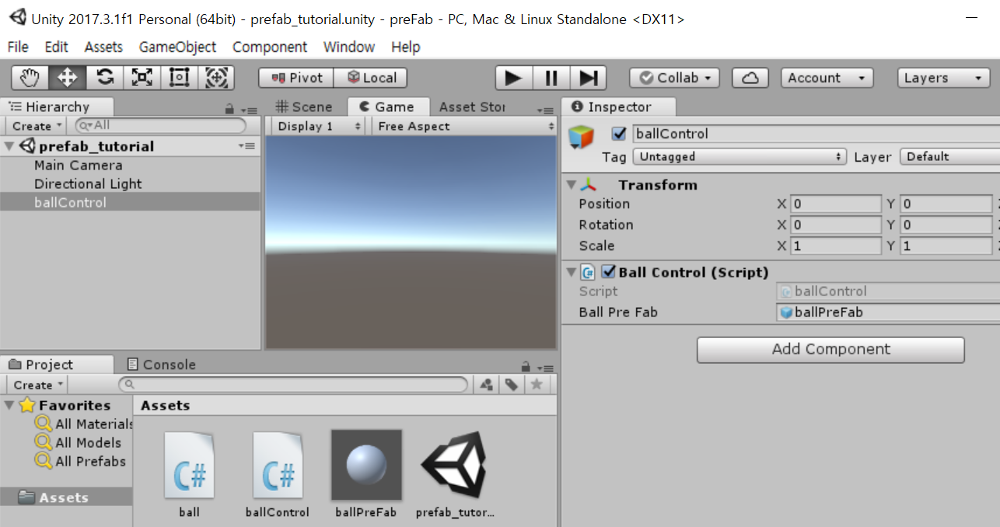 Unity 2017.3.1f1 Personal (64bit) - prefab_tutorial.unity - preFab - PC, Mac & Linux Standalone <DX11>
File Edit Assets GameObject Component Window Help
Pivot Local Collab Account Layers
Hierarchy
Create All
prefab_tutorial
Main Camera
Directional Light
ballControl
Scene Game Asset Stor
Display 1 Free Aspect
Inspector
ballControl
Tag Untagged Layer Default
Transform
Position X 0 Y 0
Rotation X 0 Y 0
Scale X 1 Y 1
C# Ball Control (Script)
Script ballControl
Ball Pre Fab ballPreFab
Add Component
Project Console
Create
Favorites
All Materials
All Models
All Prefabs
Assets
Assets
C# C#
ball ballControl ballPreFab prefab_tutor...